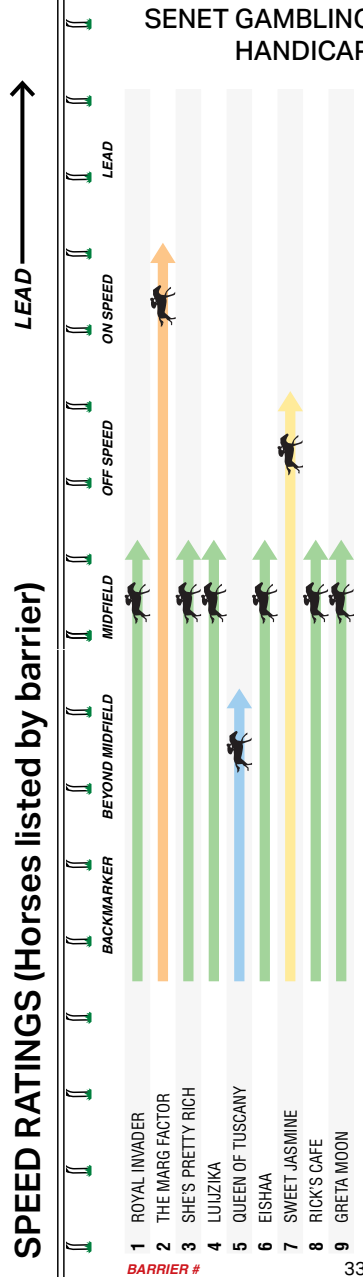 SPEED RATINGS (Horses listed by barrier)
LEAD
BACKMARKER
BEYOND MIDFIELD
MIDFIELD
OFF SPEED
ON SPEED
LEAD
1 ROYAL INVADER
2 THE MARG FACTOR
3 SHE'S PRETTY RICH
4 LUIJZIKA
5 QUEEN OF TUSCANY
6 EISHAA
7 SWEET JASMINE
8 RICK'S CAFE
9 GRETA MOON
BARRIER #
SENET GAMBLING
HANDICAP
33